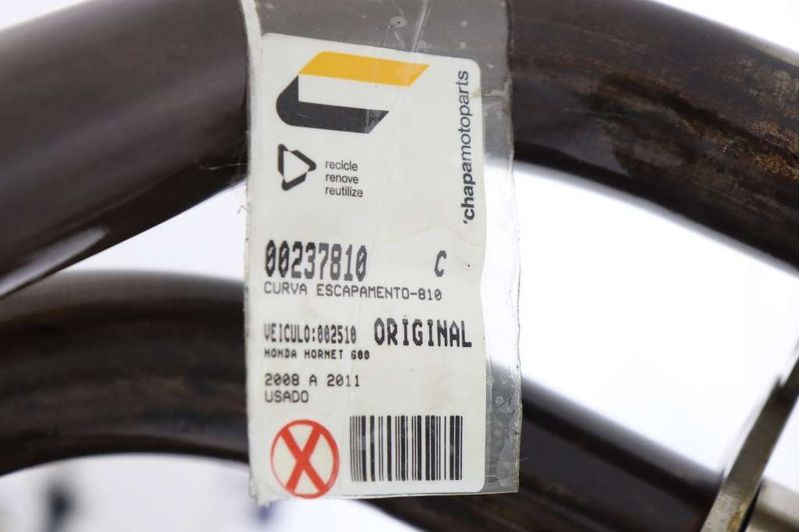 'chapamotoparts
recicle
renove
reutilize
00237810 C
CURVA ESCAPAMENTO-810
VEICULO:002510 ORIGINAL
HONDA HORNET 600
2008 A 2011
USADO
X